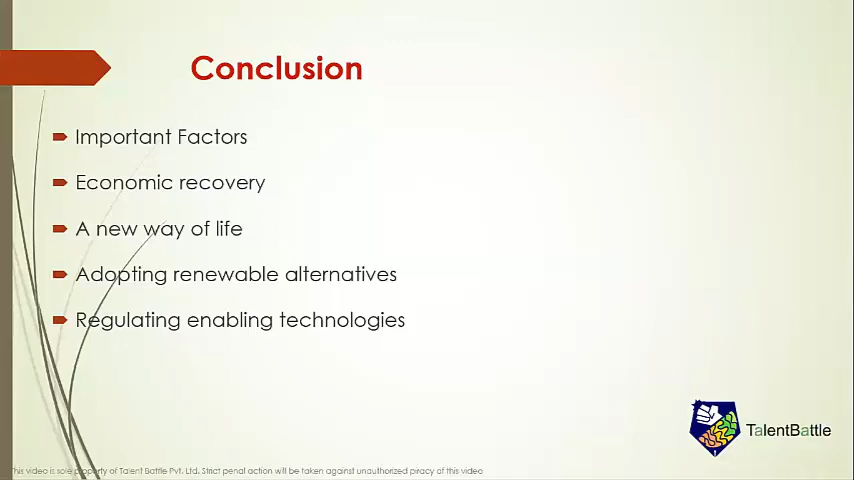 Conclusion
Important Factors
Economic recovery
A new way of life
Adopting renewable alternatives
Regulating enabling technologies
TalentBattle
This video is sole property of Talent Battle Pvt. Ltd. Strict penal action will be taken against unauthorized piracy of this video